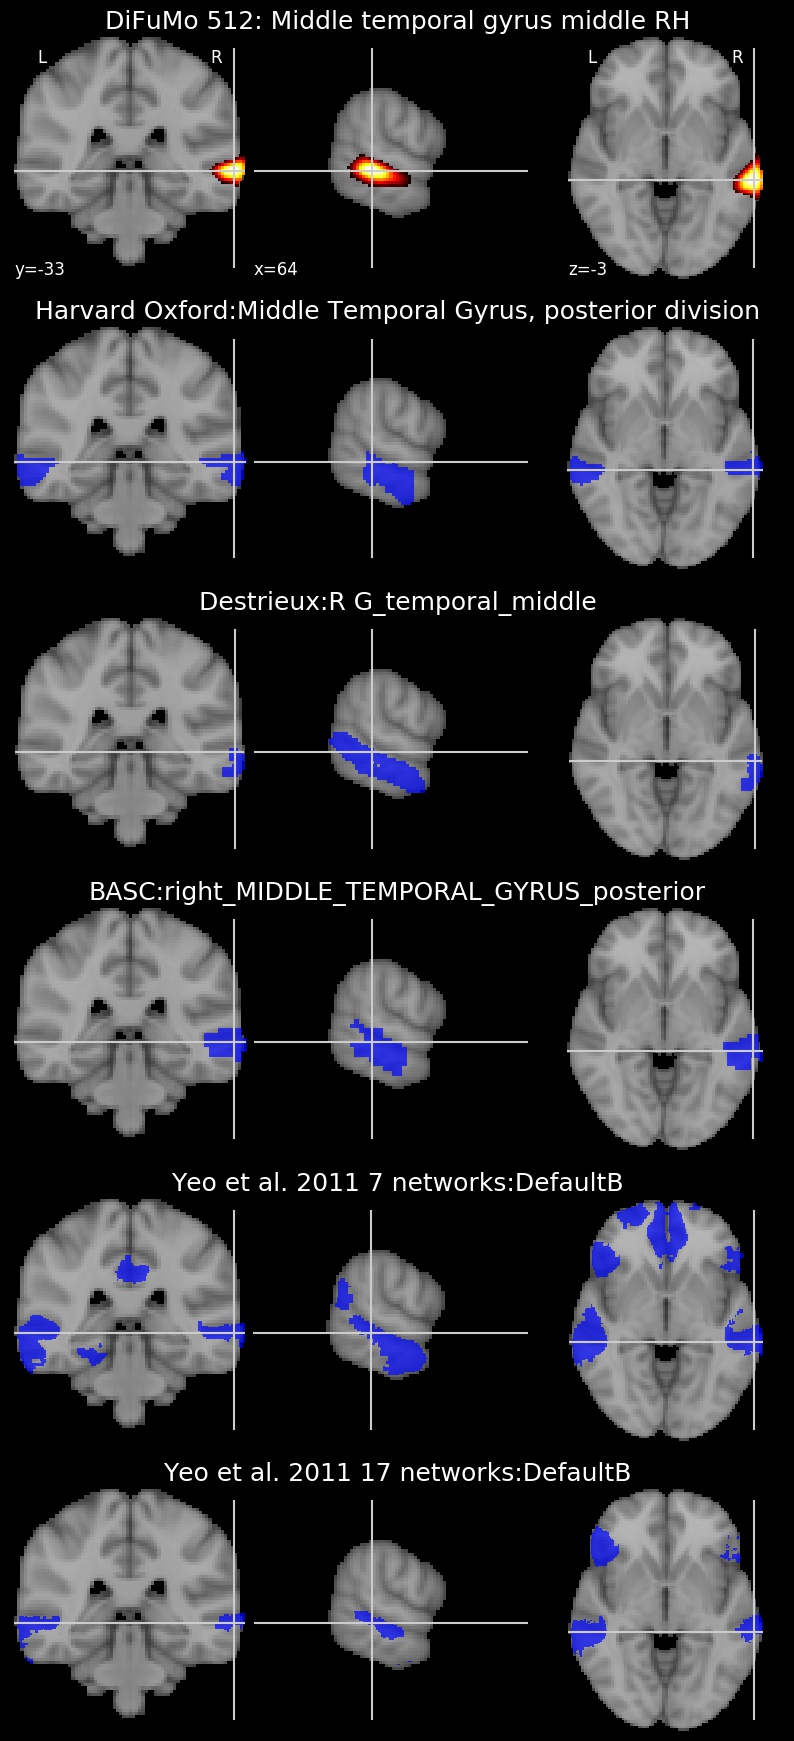 DiFuMo 512: Middle temporal gyrus middle RH
L R L R
y=-33 x=64 z=-3
Harvard Oxford:Middle Temporal Gyrus, posterior division
Destrieux:R G_temporal_middle
BASC:right_MIDDLE_TEMPORAL_GYRUS_posterior
Yeo et al. 2011 7 networks:DefaultB
Yeo et al. 2011 17 networks:DefaultB